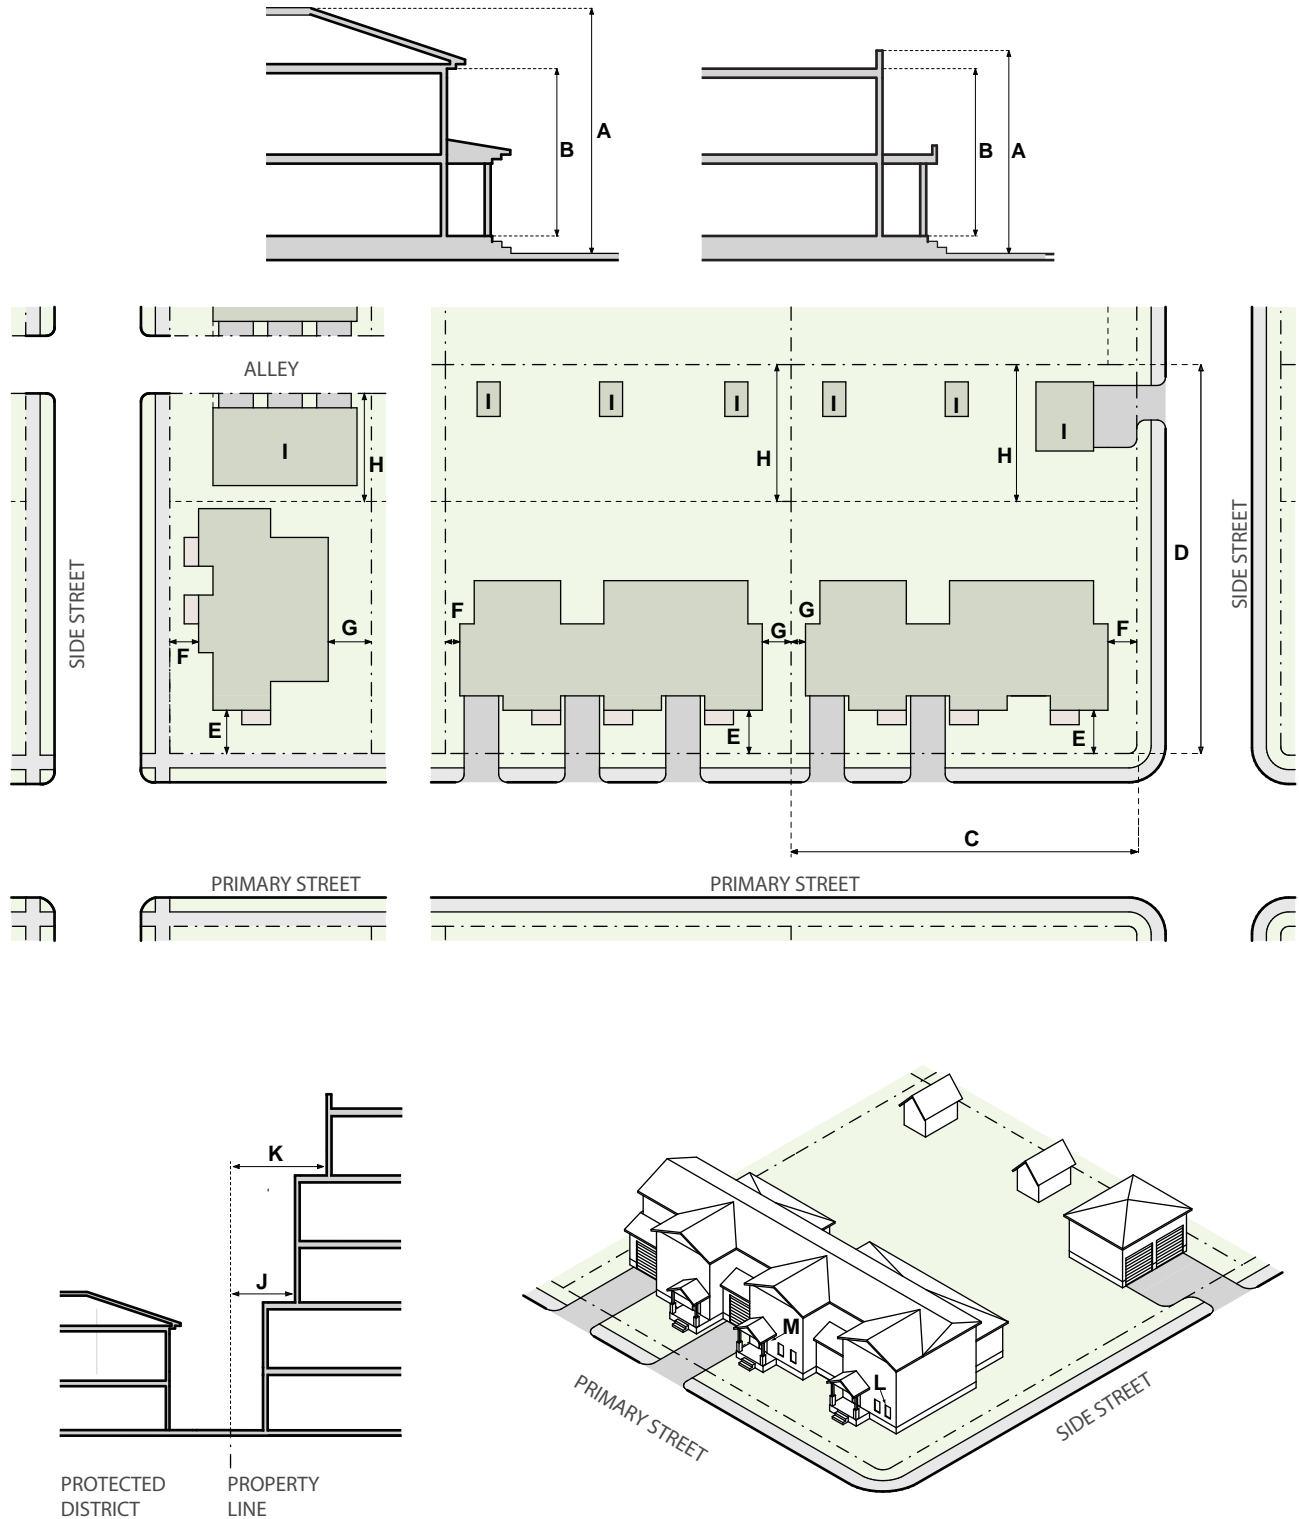 A
B
B
A
ALLEY
I
H
I
I
I
I
I
I
H
H
D
SIDE STREET
SIDE STREET
F
G
E
F
G
G
F
E
E
C
PRIMARY STREET
PRIMARY STREET
K
J
PROTECTED
DISTRICT
PROPERTY
LINE
M
L
PRIMARY STREET
SIDE STREET